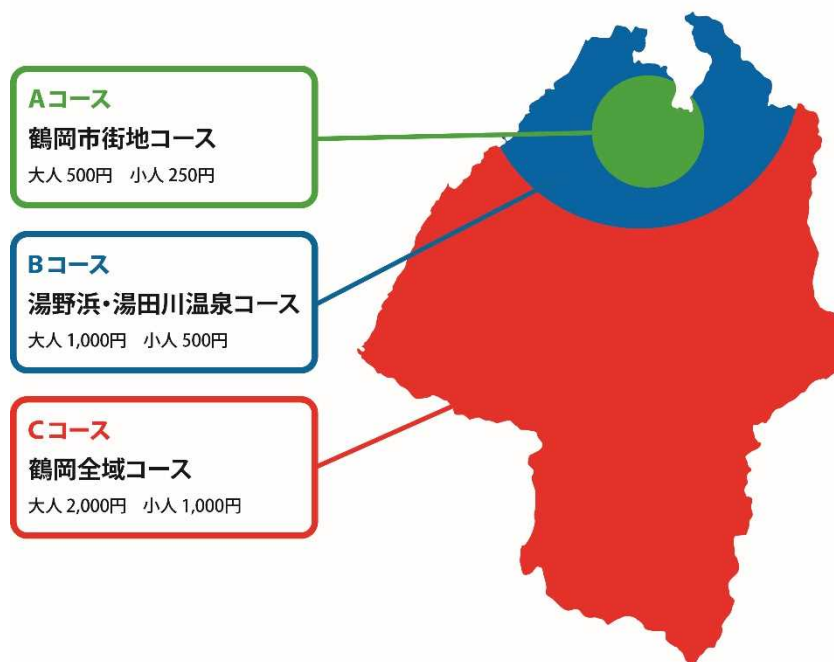 Aコース
鶴岡市街地コース
大人 500円　小人 250円
Bコース
湯野浜・湯田川温泉コース
大人 1,000円　小人 500円
Cコース
鶴岡全域コース
大人 2,000円　小人 1,000円